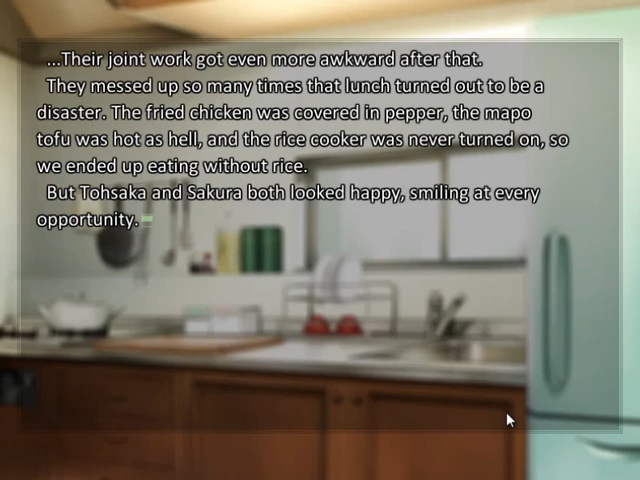 ...Their joint work got even more awkward after that.
They messed up so many times that lunch turned out to be a
disaster. The fried chicken was covered in pepper, the mapo
tofu was hot as hell, and the rice cooker was never turned on, so
we ended up eating without rice.
But Tohsaka and Sakura both looked happy, smiling at every
opportunity.